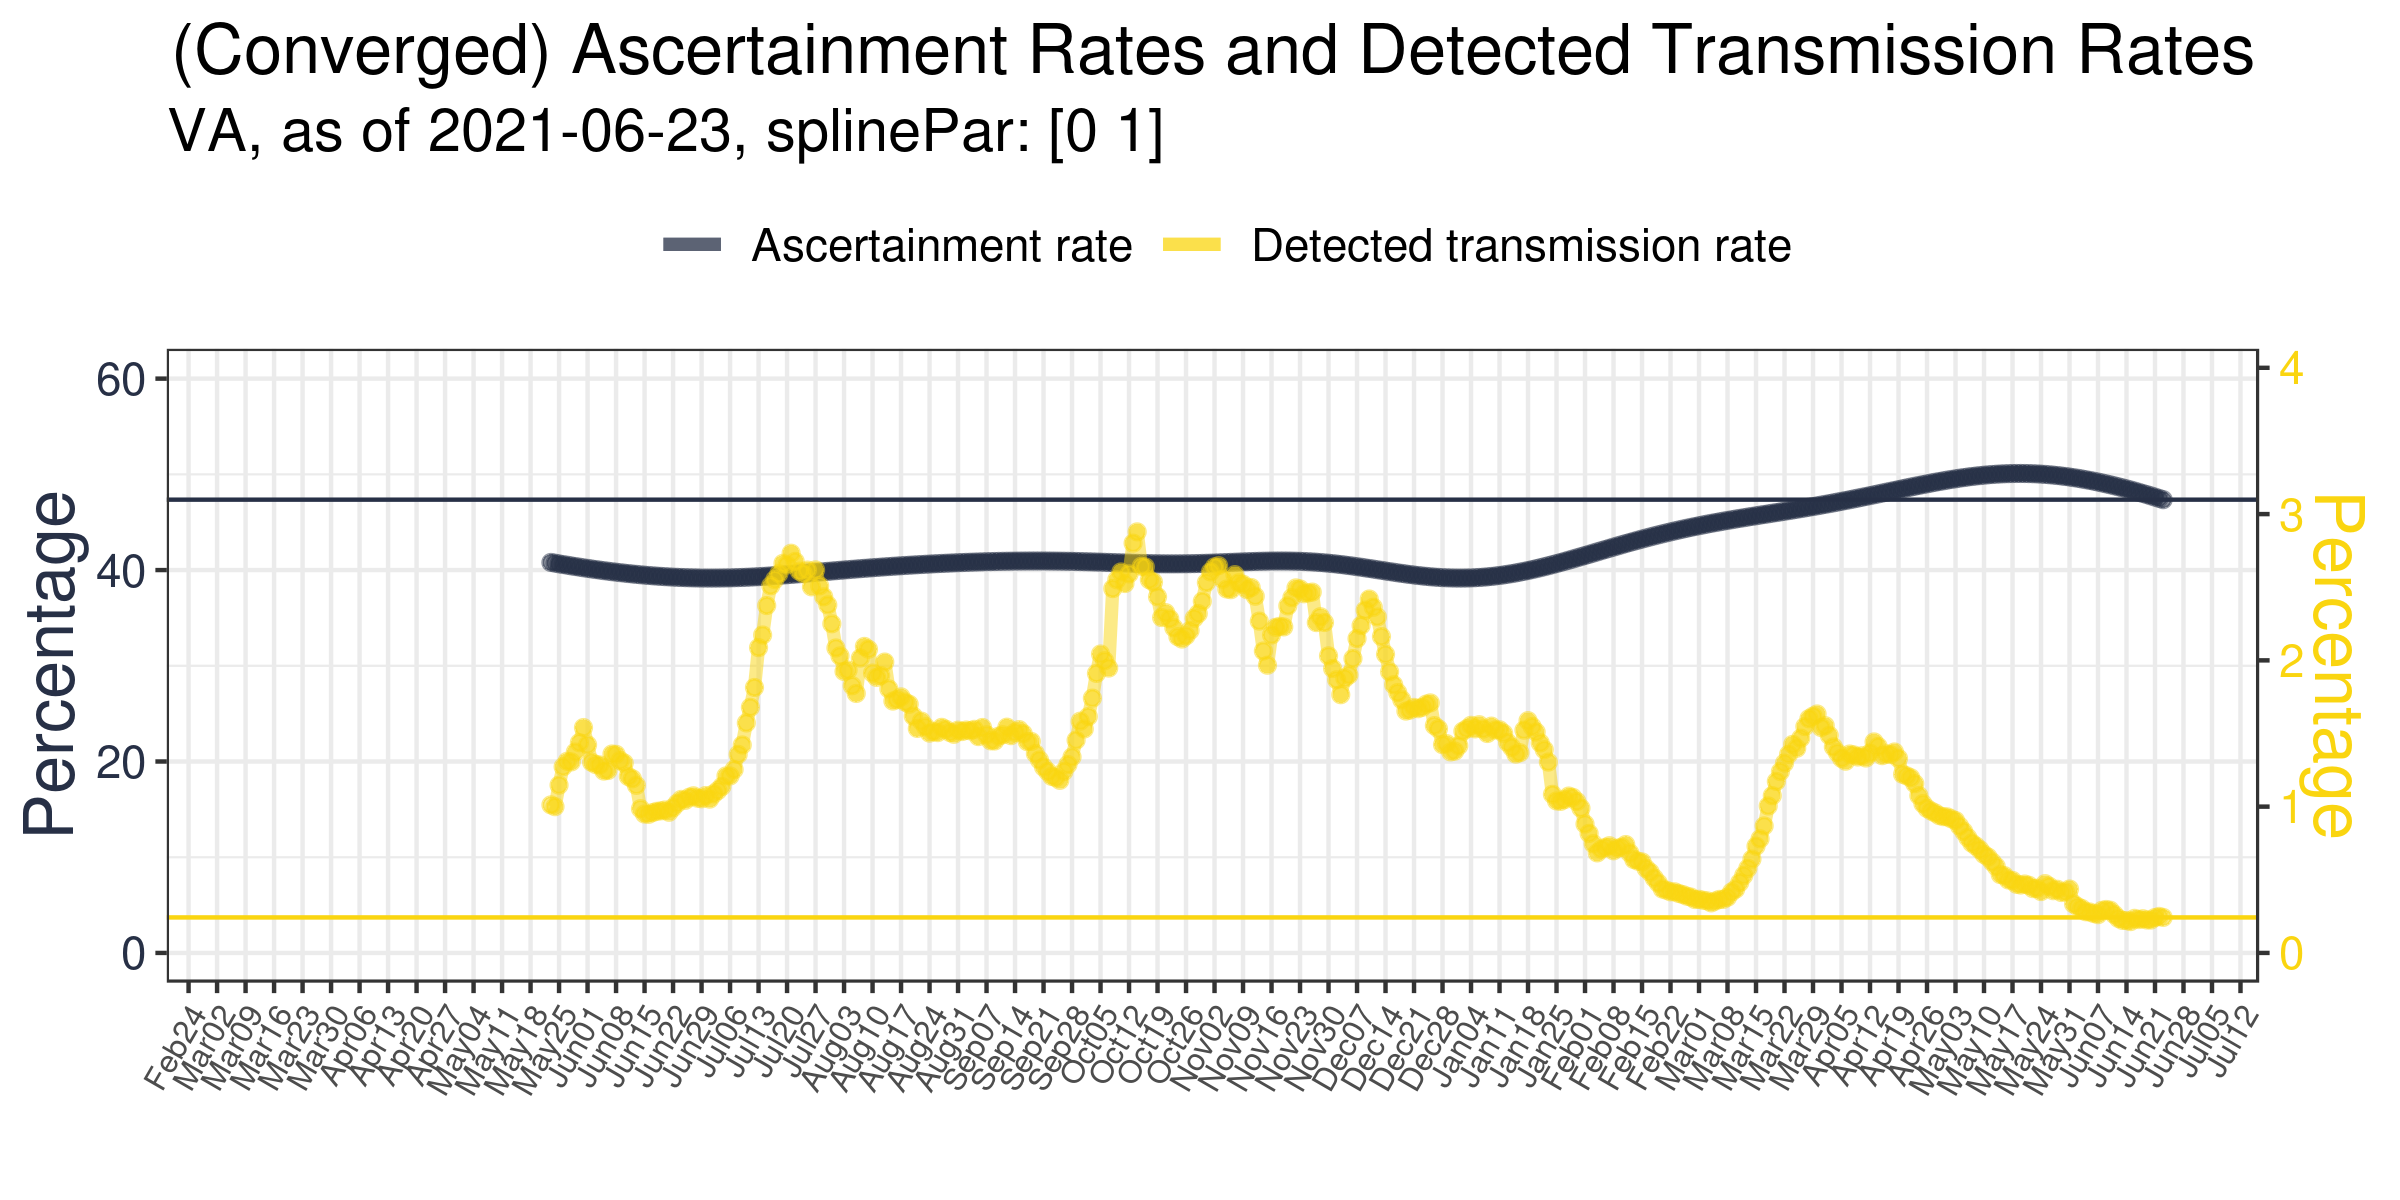 (Converged) Ascertainment Rates and Detected Transmission Rates
VA, as of 2021-06-23, splinePar: [0 1]
Ascertainment rate
Detected transmission rate
Percentage
60
40
20
0
4
3
2
1
0
Percentage
Feb24
Mar02
Mar09
Mar16
Mar23
Mar30
Apr06
Apr13
Apr20
Apr27
May04
May11
May18
May25
Jun01
Jun08
Jun15
Jun22
Jun29
Jul06
Jul13
Jul20
Jul27
Aug03
Aug10
Aug17
Aug24
Aug31
Sep07
Sep14
Sep21
Sep28
Oct05
Oct12
Oct19
Oct26
Nov02
Nov09
Nov16
Nov23
Nov30
Dec07
Dec14
Dec21
Dec28
Jan04
Jan11
Jan18
Jan25
Feb01
Feb08
Feb15
Feb22
Mar01
Mar08
Mar15
Mar22
Mar29
Apr05
Apr12
Apr19
Apr26
May03
May10
May17
May24
May31
Jun07
Jun14
Jun21
Jun28
Jul05
Jul12